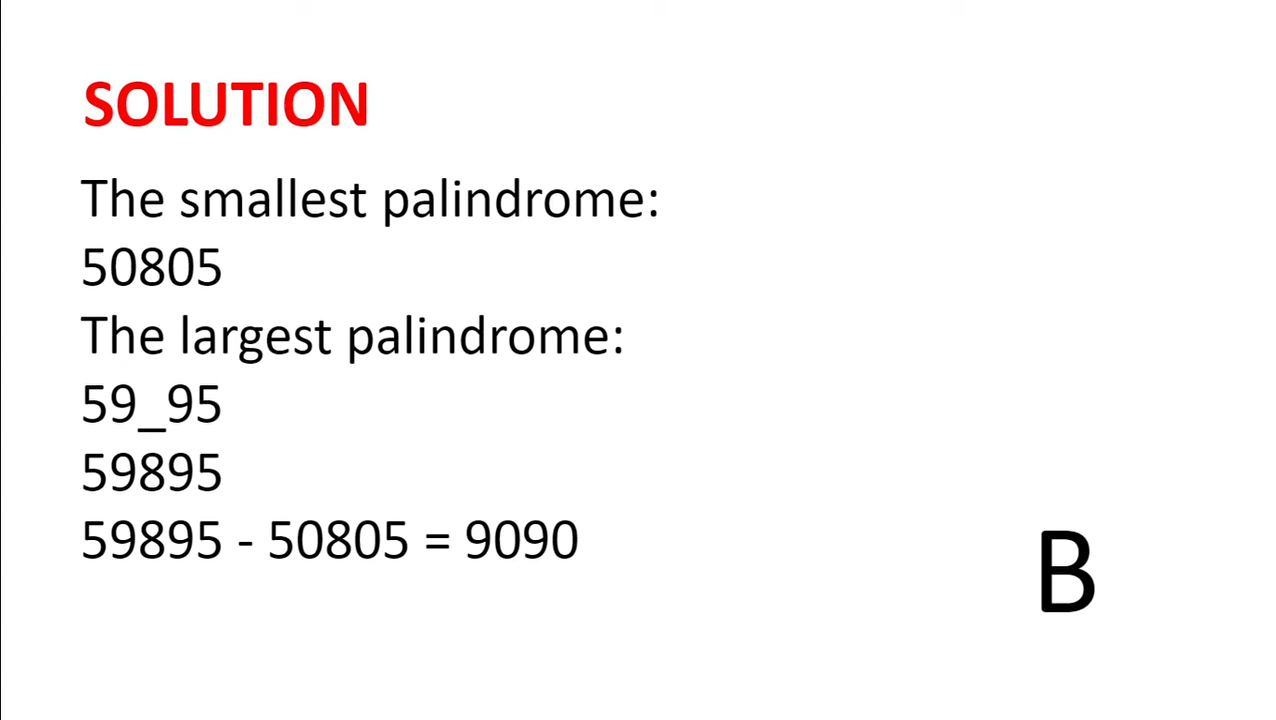 SOLUTION
The smallest palindrome:
50805
The largest palindrome:
59_95
59895
59895 - 50805 = 9090
B